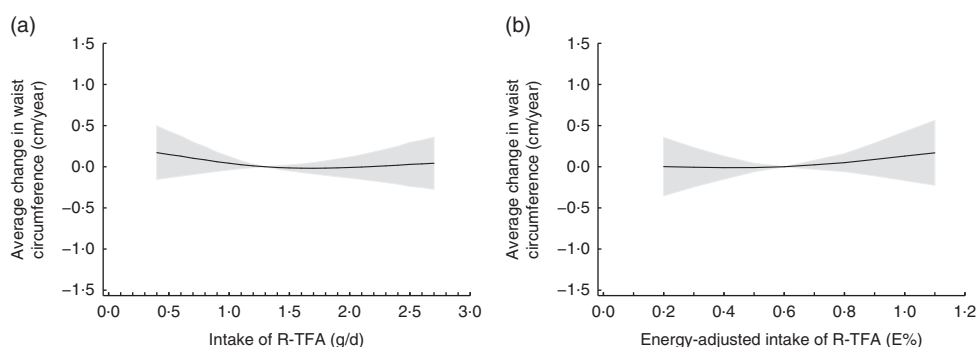 (a)
Average change in waist
circumference (cm/year)
1·5
1·0
0·5
0·0
−0·5
−1·0
−1·5
0·0 0·5 1·0 1·5 2·0 2·5 3·0
Intake of R-TFA (g/d)
(b)
Average change in waist
circumference (cm/year)
1·5
1·0
0·5
0·0
−0·5
−1·0
−1·5
0·0 0·2 0·4 0·6 0·8 1·0 1·2
Energy-adjusted intake of R-TFA (E%)